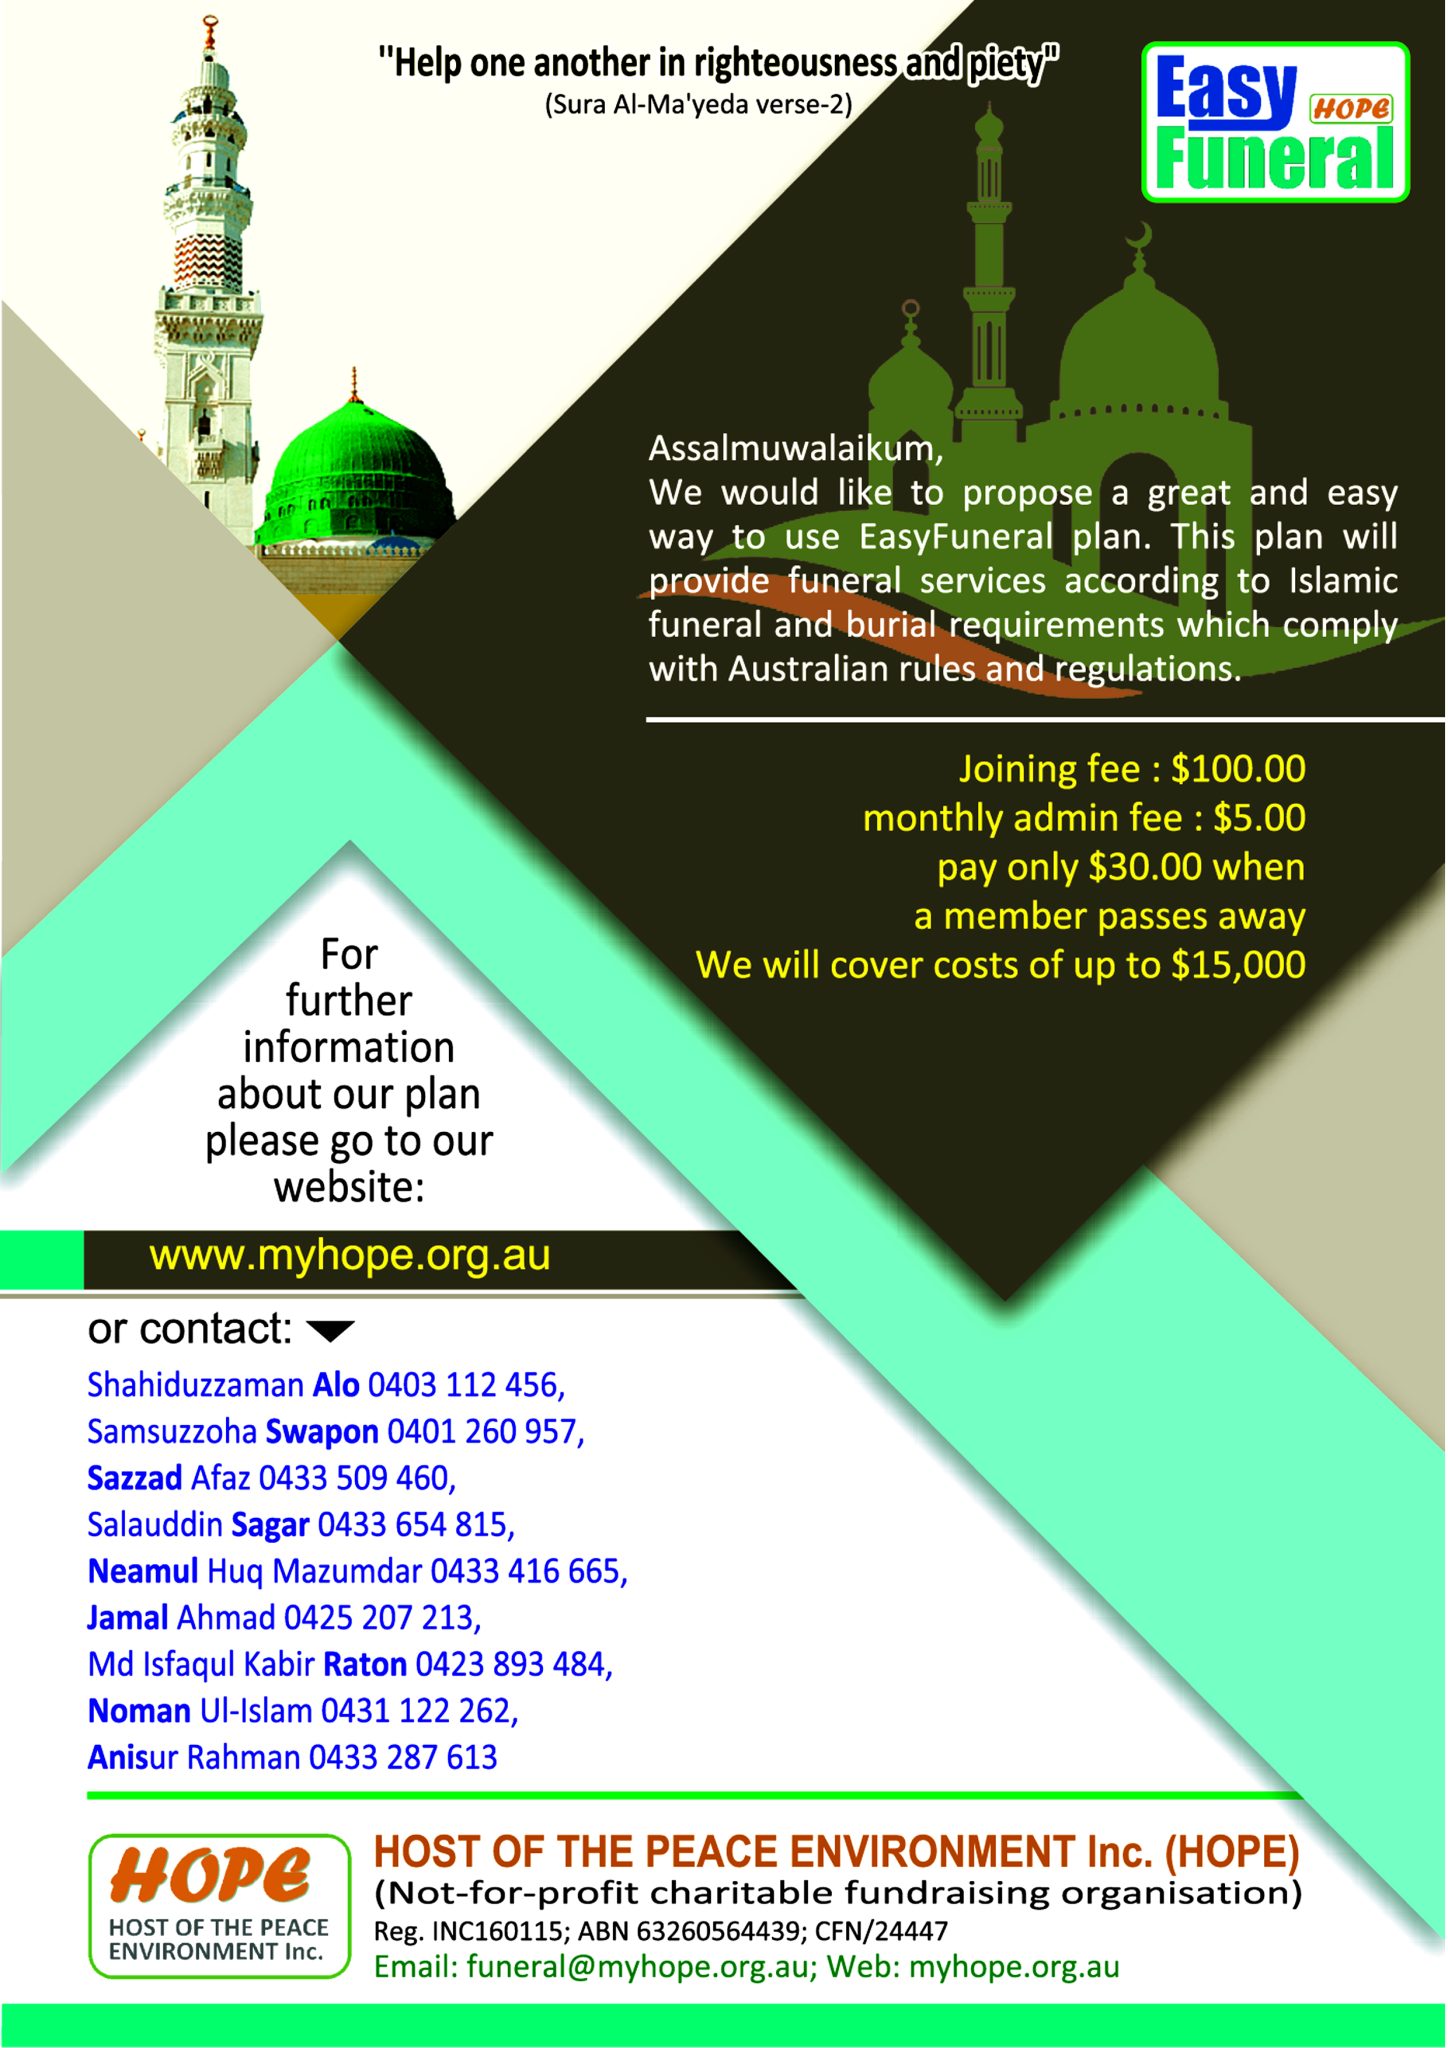 "Help one another in righteousness and piety"
(Sura Al-Ma'yeda verse-2)
Easy
HOPE
Funeral
Assalmuwalaikum,
We would like to propose a great and easy
way to use EasyFuneral plan. This plan will
provide funeral services according to Islamic
funeral and burial requirements which comply
with Australian rules and regulations.
Joining fee : $100.00
monthly admin fee : $5.00
pay only $30.00 when
a member passes away
We will cover costs of up to $15,000
For
further
information
about our plan
please go to our
website:
www.myhope.org.au
or contact:
Shahiduzzaman Alo 0403 112 456,
Samsuzzoha Swapon 0401 260 957,
Sazzad Afaz 0433 509 460,
Salauddin Sagar 0433 654 815,
Neamul Huq Mazumdar 0433 416 665,
Jamal Ahmad 0425 207 213,
Md Isfaqul Kabir Raton 0423 893 484,
Noman Ul-Islam 0431 122 262,
Anisur Rahman 0433 287 613
HOPE
HOST OF THE PEACE
ENVIRONMENT Inc.
HOST OF THE PEACE ENVIRONMENT Inc. (HOPE)
(Not-for-profit charitable fundraising organisation)
Reg. INC160115; ABN 63260564439; CFN/24447
Email: funeral@myhope.org.au; Web: myhope.org.au